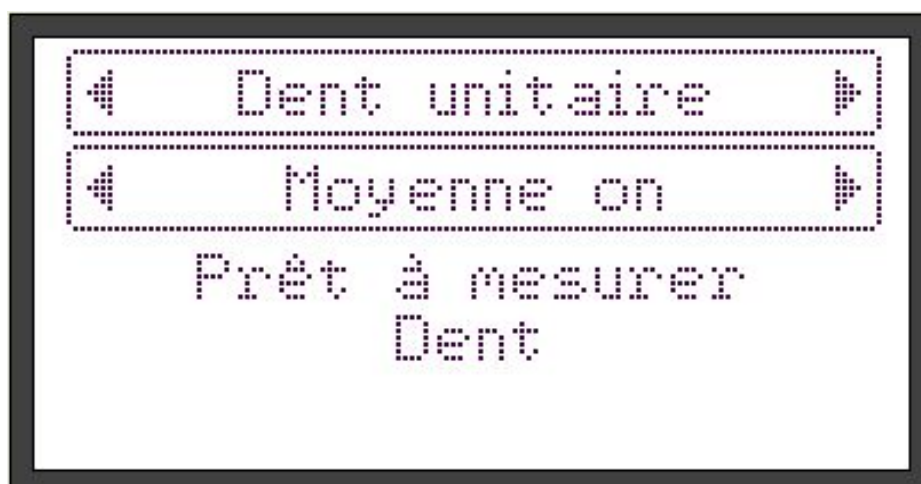 Dent unitaire
Moyenne on
Prêt à mesurer
Dent